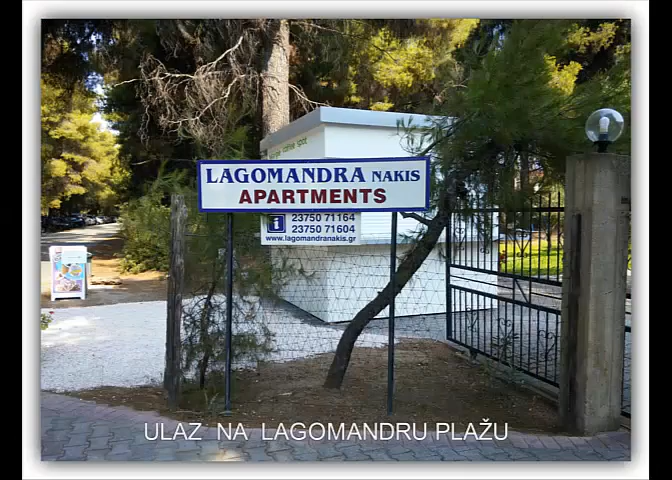 LAGOMANDRA NAKIS
APARTMENTS
i
23750 71164
23750 71604
www.lagomandranakis.gr
ULAZ NA LAGOMANDRU PLAŽU